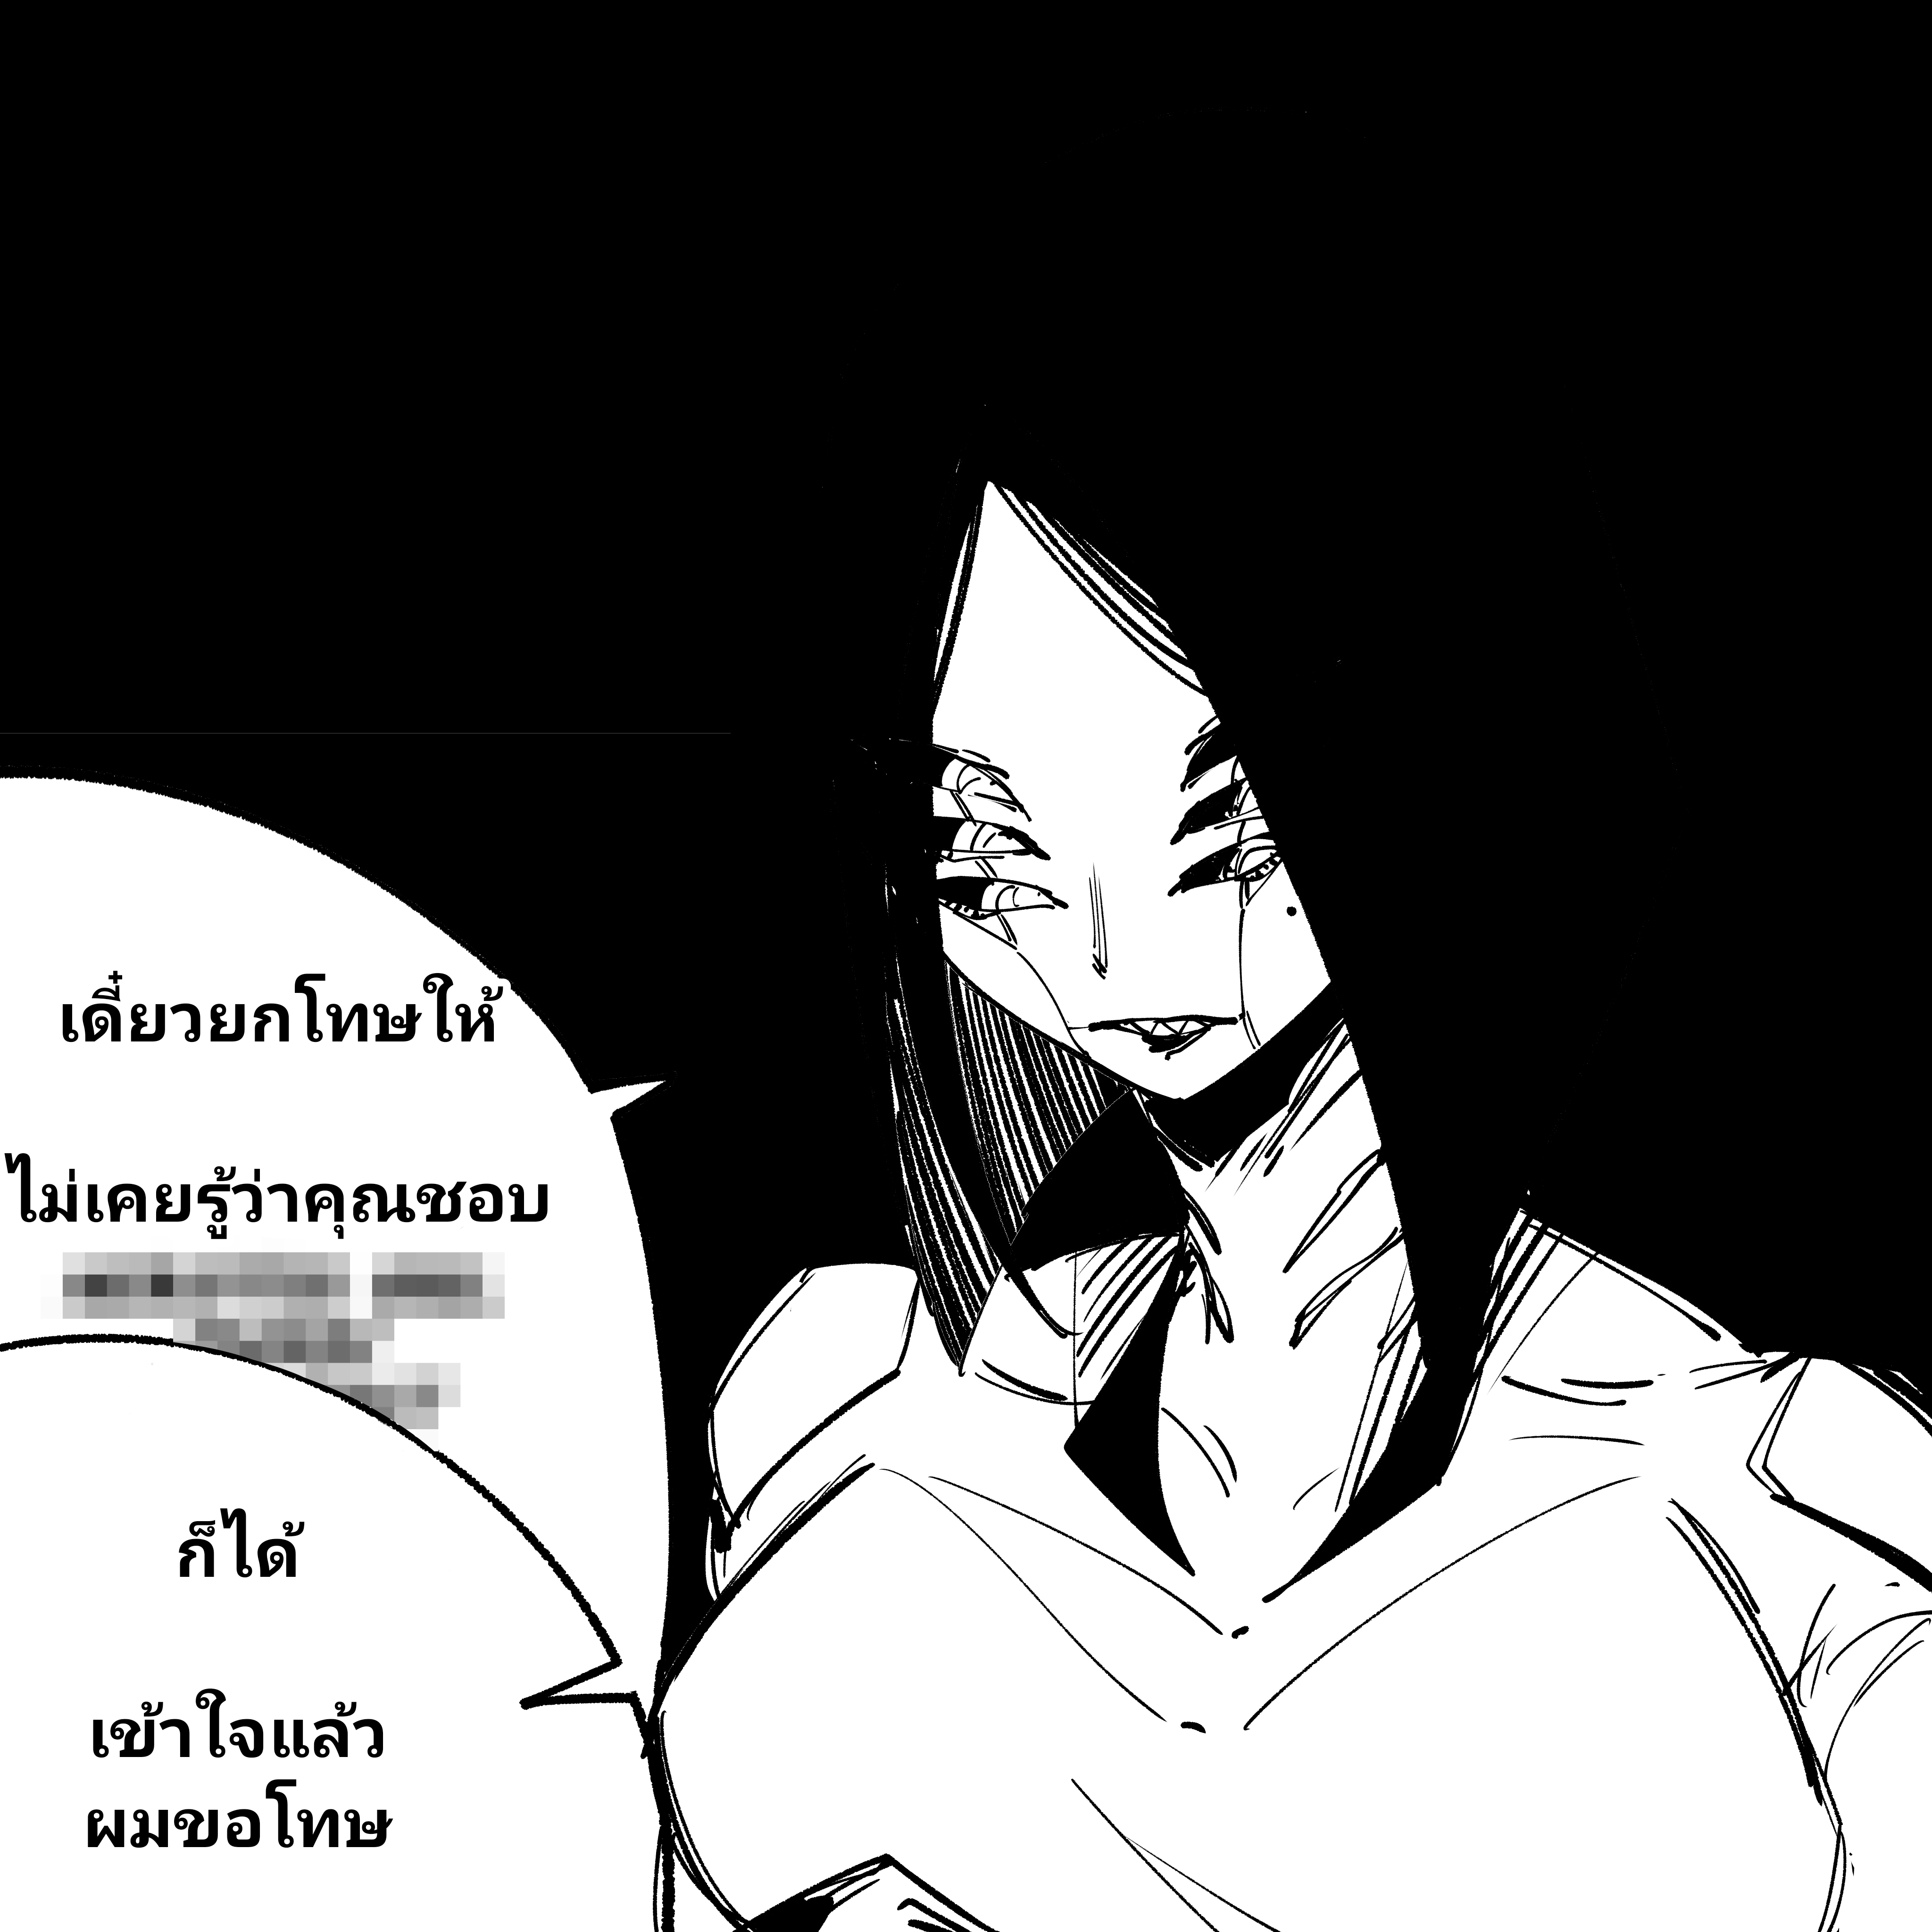 เดี๋ยวยกโทษให้
ไม่เคยรู้ว่าคุณชอบ
ก็ได้
เข้าใจแล้ว
ผมขอโทษ